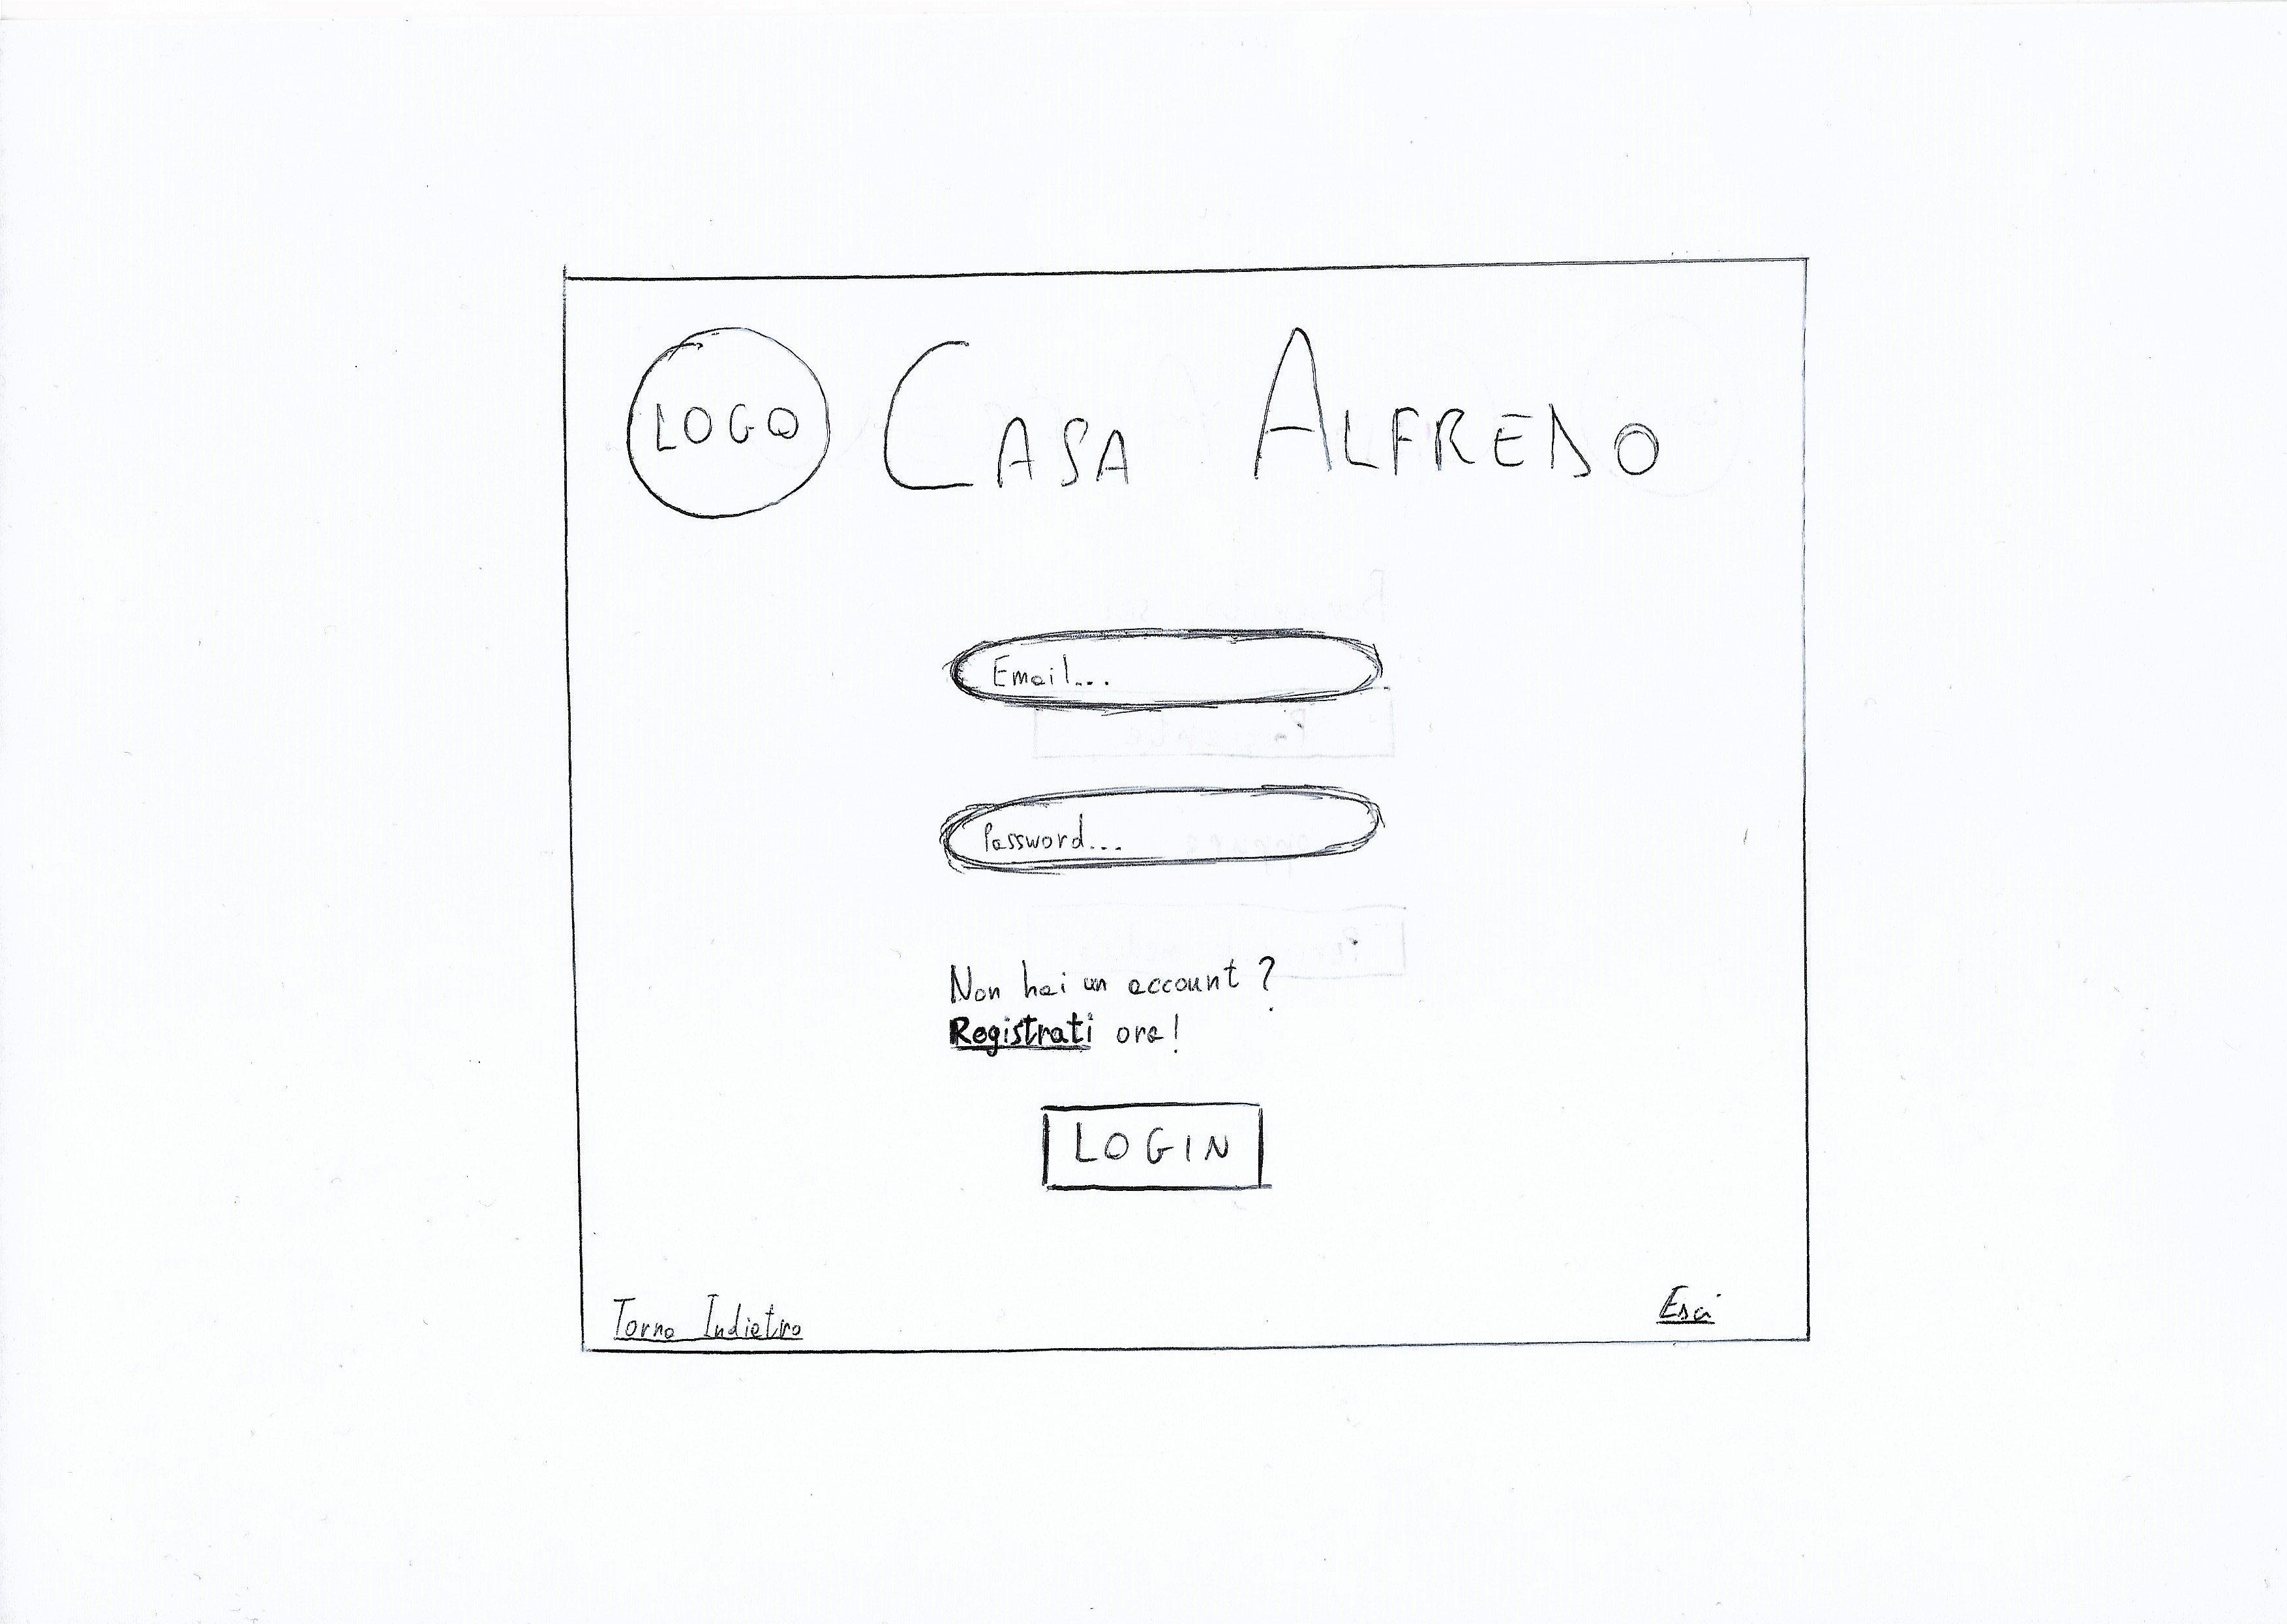 LOGO
CASA ALFREDO
Email...
Password...
Non hai un account?
Registrati ora!
LOGIN
Torna Indietro
Esci